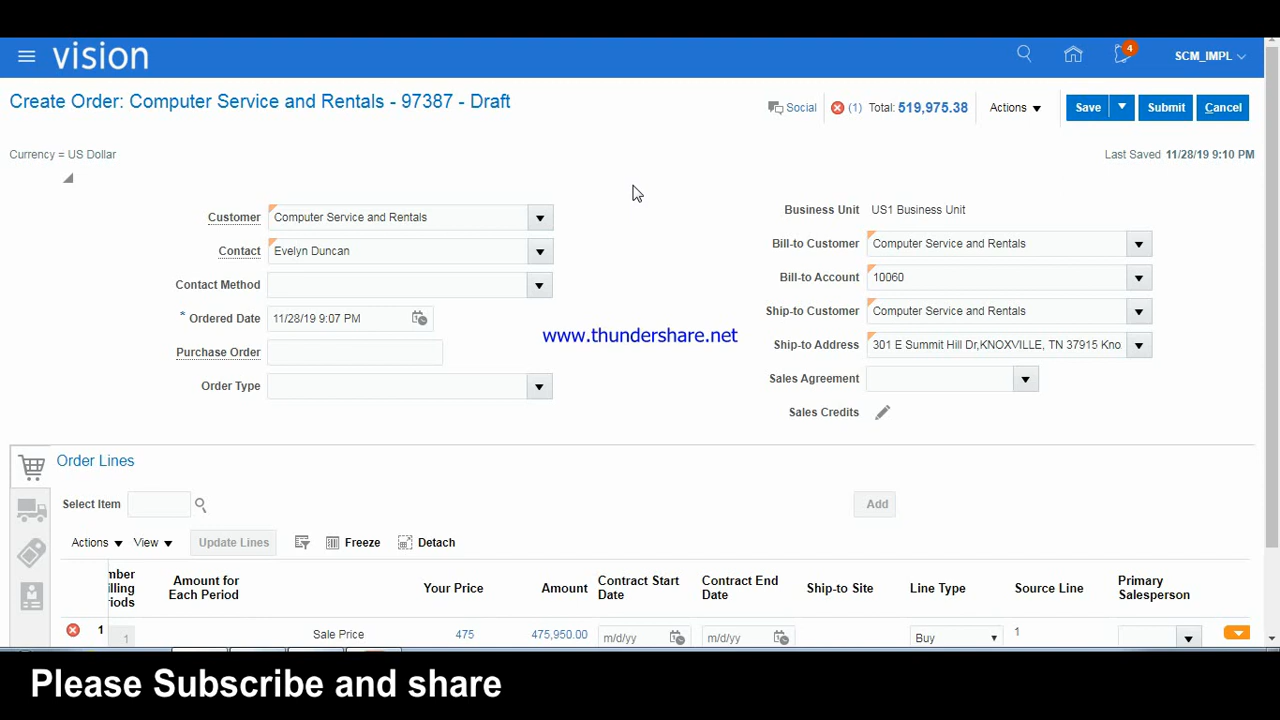 vision
4
SCM_IMPL
Create Order: Computer Service and Rentals - 97387 - Draft
Social
(1) Total: 519,975.38
Actions
Save
Submit
Cancel
Currency = US Dollar
Last Saved 11/28/19 9:10 PM
Customer Computer Service and Rentals
Contact Evelyn Duncan
Contact Method
* Ordered Date 11/28/19 9:07 PM
Purchase Order
Order Type
Business Unit US1 Business Unit
Bill-to Customer Computer Service and Rentals
Bill-to Account 10060
Ship-to Customer Computer Service and Rentals
Ship-to Address 301 E Summit Hill Dr,KNOXVILLE, TN 37915 Kno
Sales Agreement
Sales Credits
www.thundershare.net
Order Lines
Select Item
Add
Actions View Update Lines Freeze Detach
mber
illing
iods
Amount for
Each Period
Your Price
Amount
Contract Start
Date
Contract End
Date
Ship-to Site
Line Type
Source Line
Primary
Salesperson
1 1 Sale Price 475 475,950.00 m/d/yy m/d/yy Buy 1
Please Subscribe and share